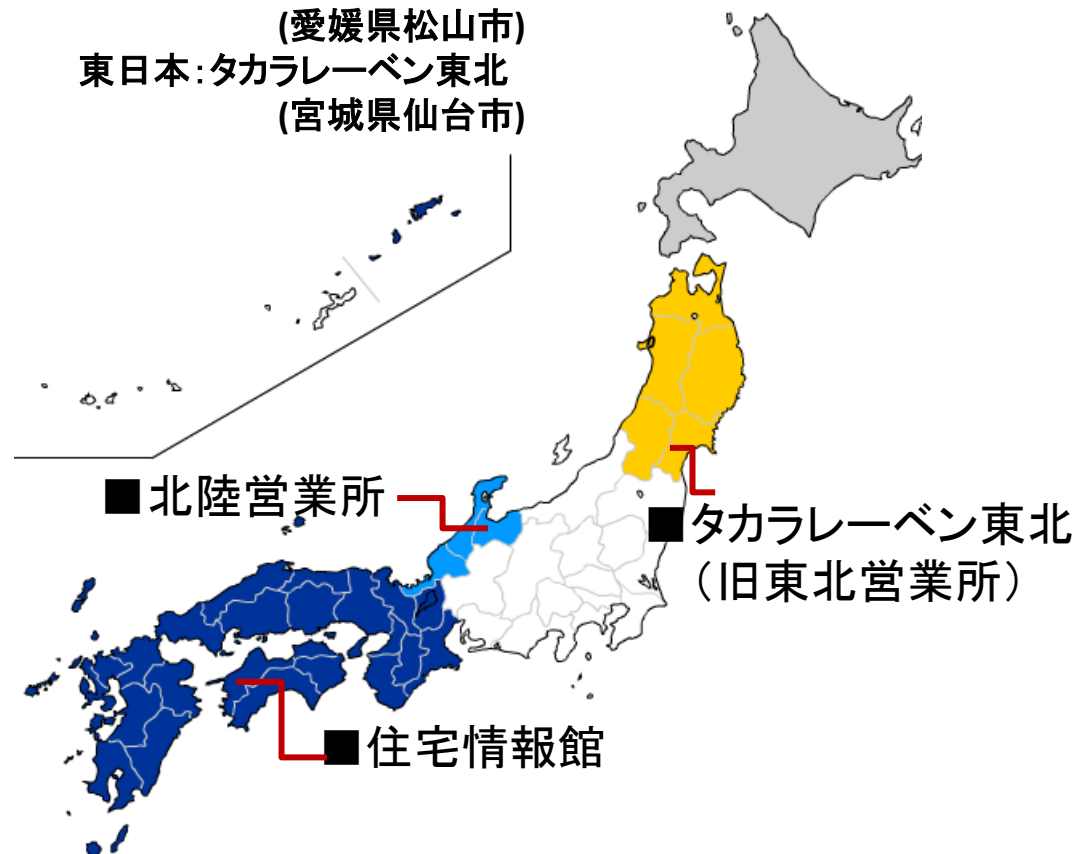 (愛媛県松山市)
東日本：タカラレーベン東北
(宮城県仙台市)
■北陸営業所
■タカラレーベン東北
（旧東北営業所）
■住宅情報館